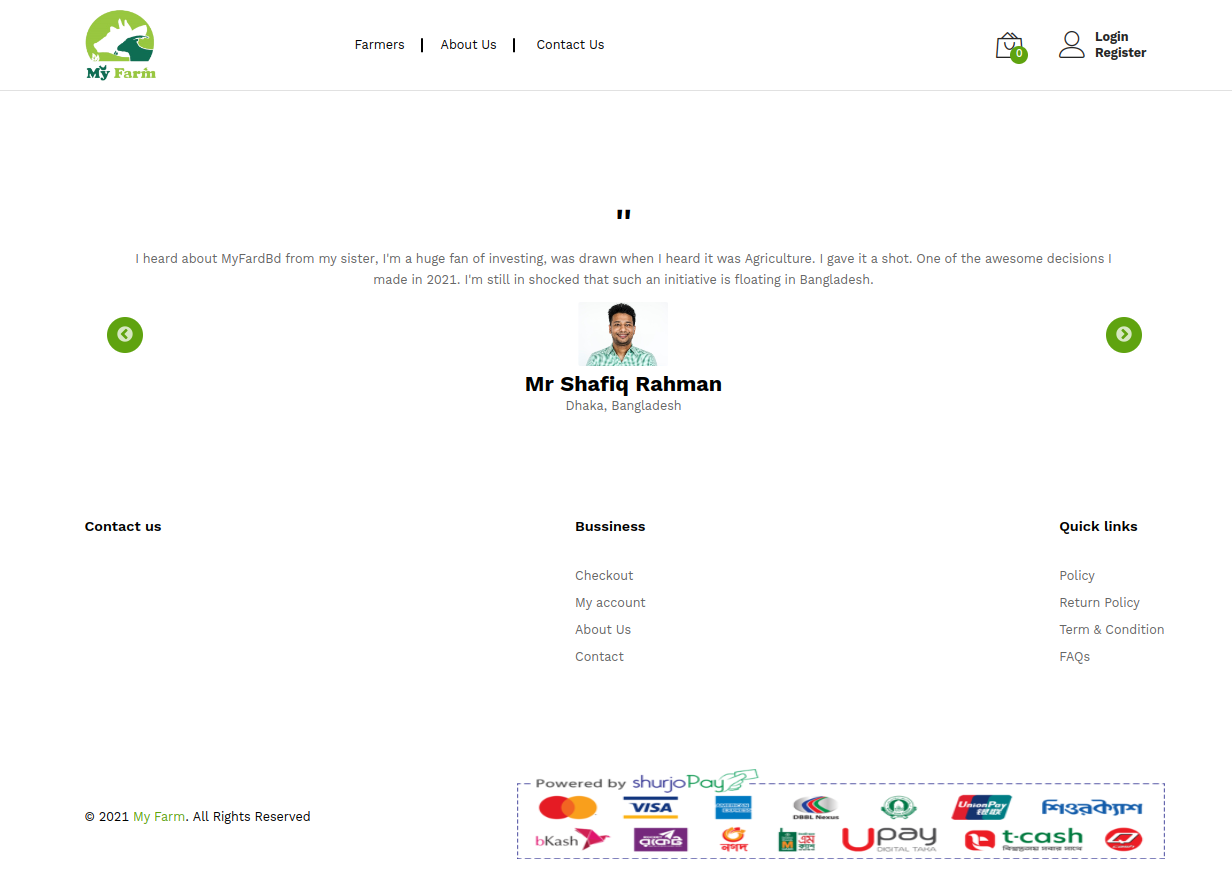 My Farm
Farmers
About Us
Contact Us
0
Login
Register
"
I heard about MyFardBd from my sister, I'm a huge fan of investing, was drawn when I heard it was Agriculture. I gave it a shot. One of the awesome decisions I
made in 2021. I'm still in shocked that such an initiative is floating in Bangladesh.
Mr Shafiq Rahman
Dhaka, Bangladesh
Contact us
Bussiness
Checkout
My account
About Us
Contact
Quick links
Policy
Return Policy
Term & Condition
FAQs
© 2021 My Farm. All Rights Reserved
Powered by shurjoPay
VISA
AMERICAN EXPRESS
DBBL Nexus
UnionPay
শিওরক্যাশ
bKash
রকেট
নগদ
Upay
DIGITAL TAKA
t-cash